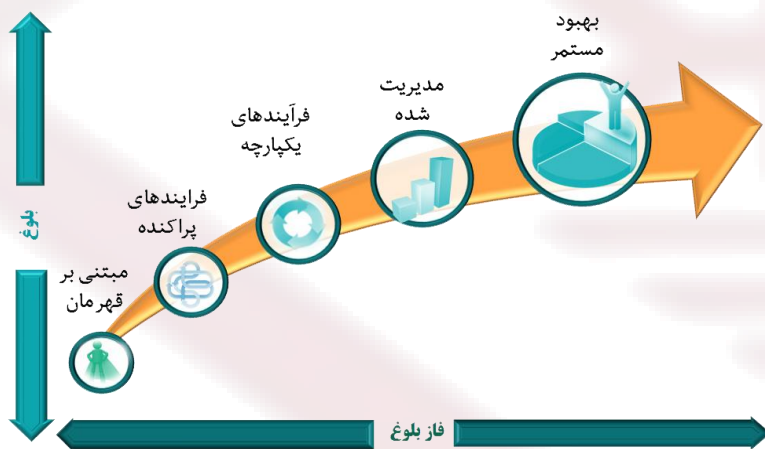 بهبود
مستمر
مدیریت
شده
فرآیندهای
یکپارچه
فرایندهای
پراکنده
مبتنی بر
قهرمان
بلوغ
فاز بلوغ